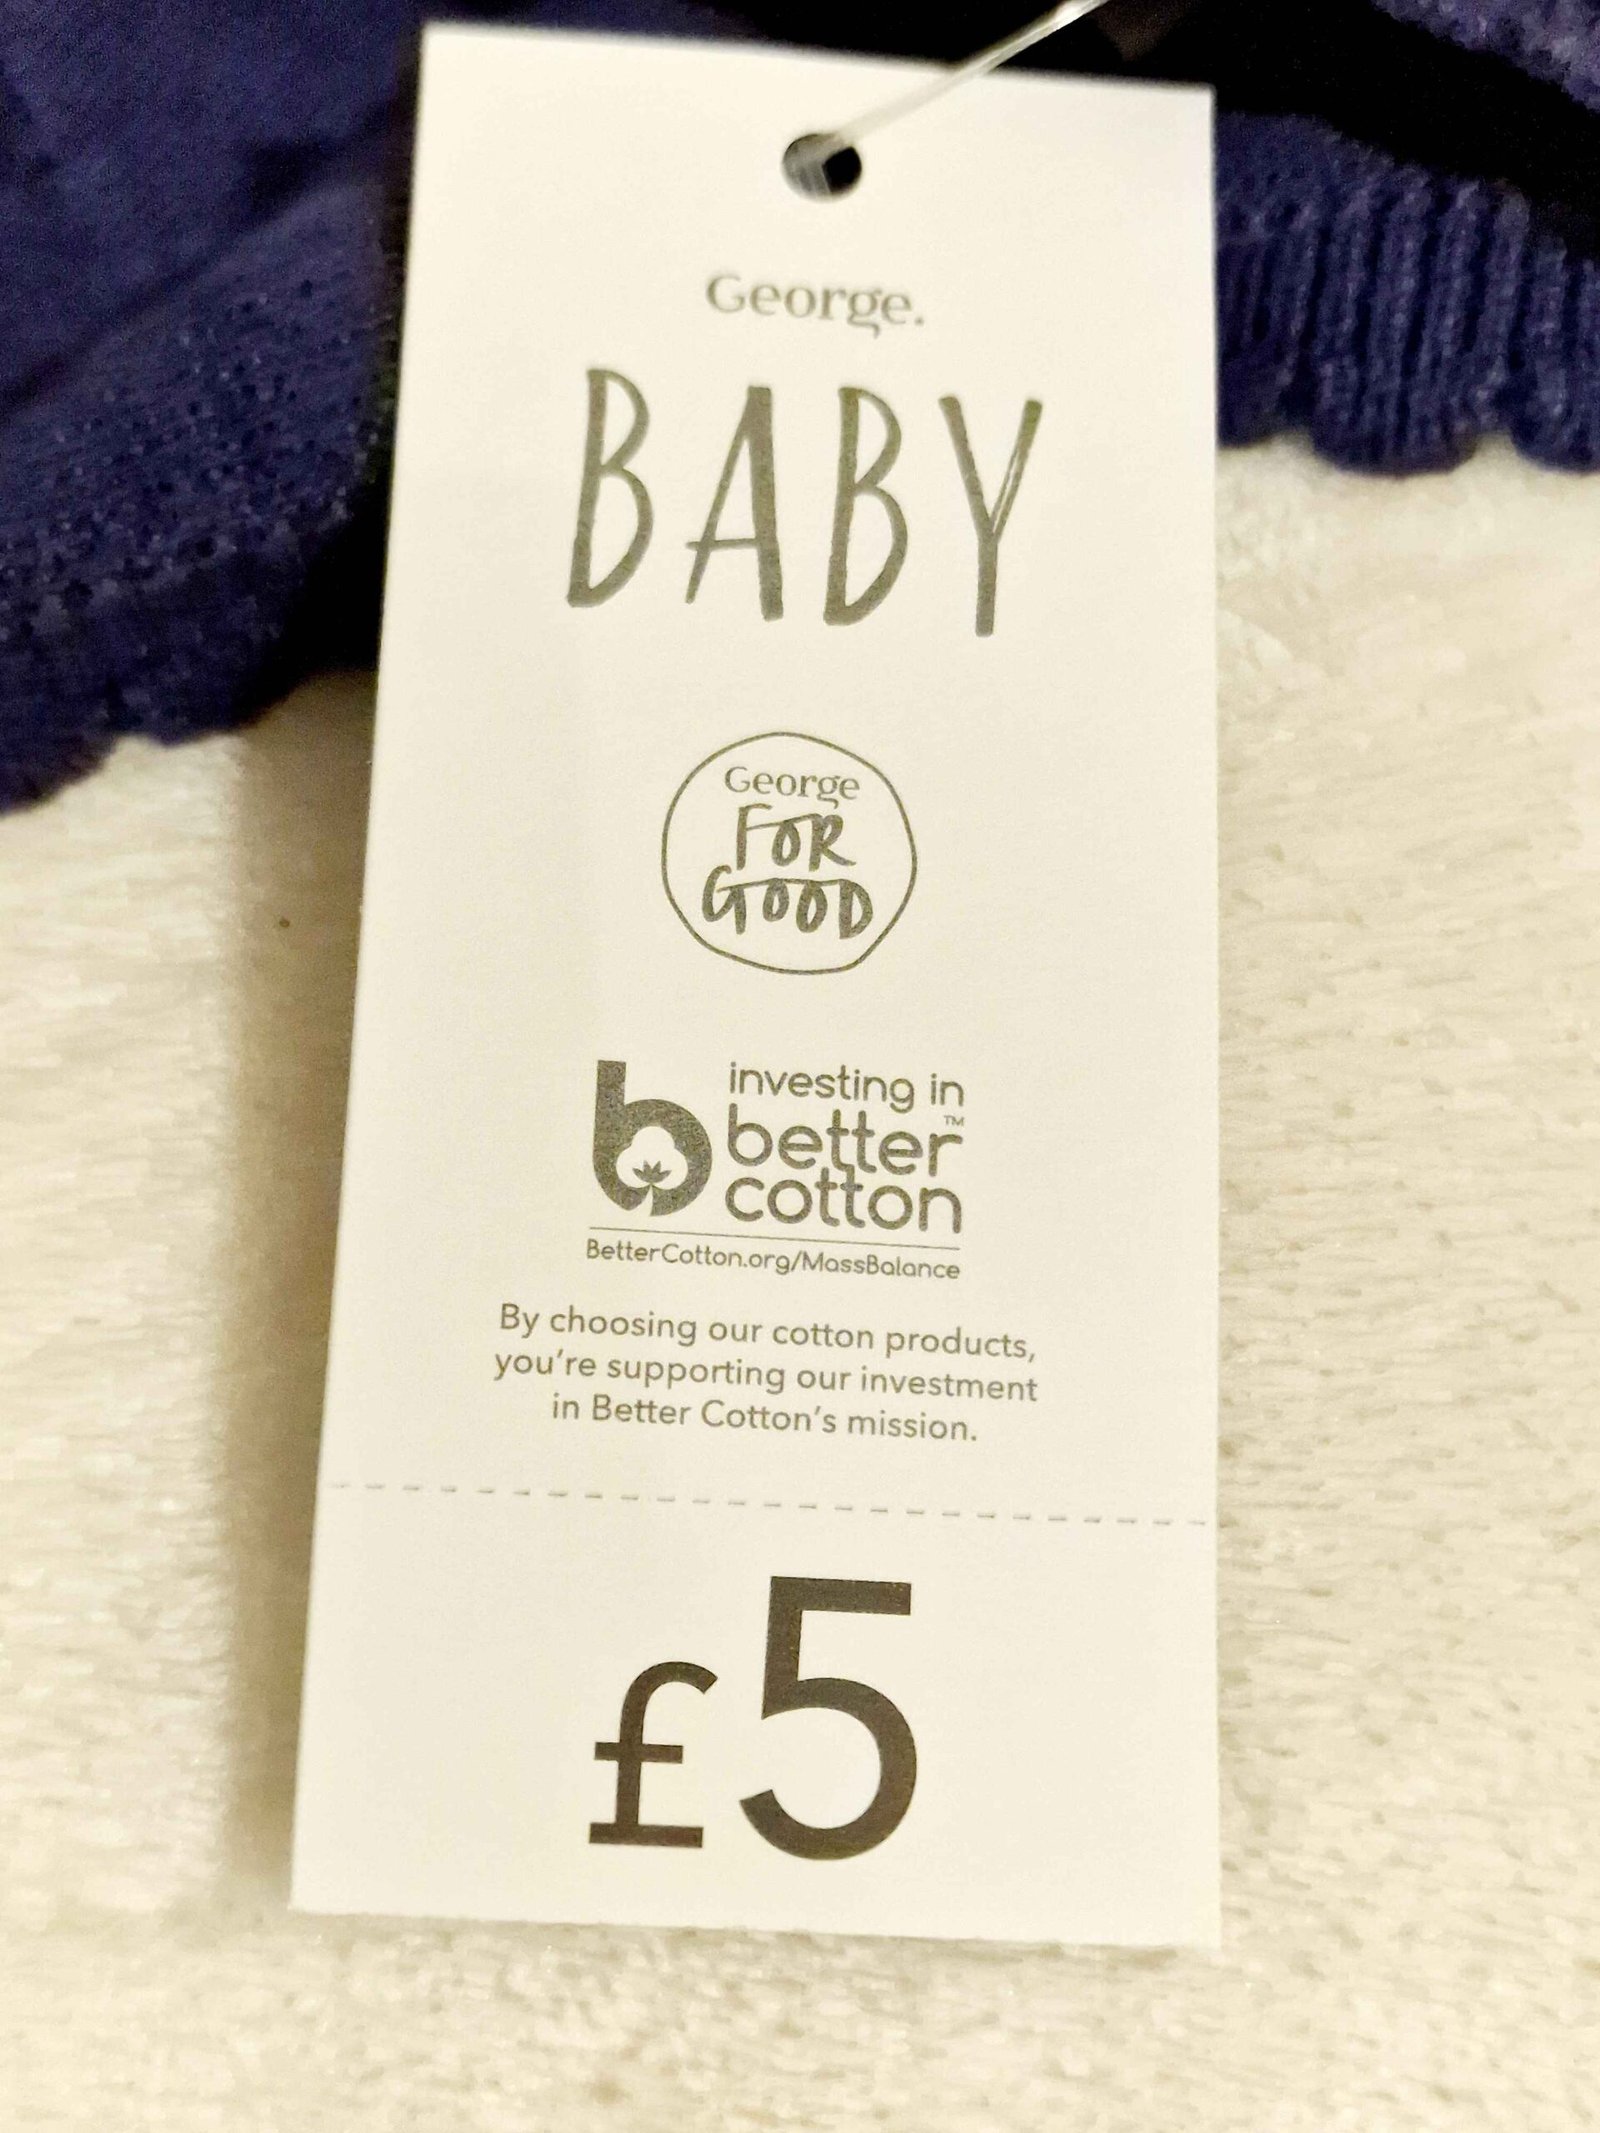 George.
BABY
George
FOR
GOOD
investing in
better™
cotton
BetterCotton.org/MassBalance
By choosing our cotton products,
you're supporting our investment
in Better Cotton's mission.
£5